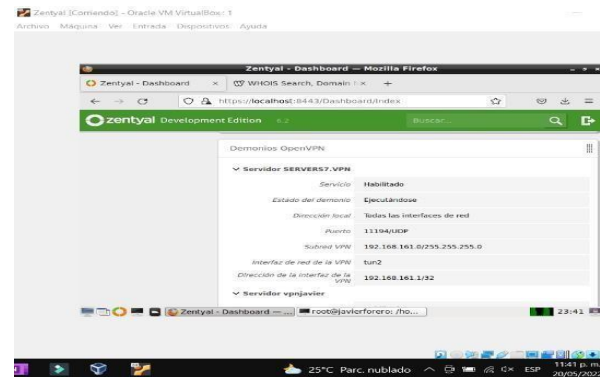 Zentyal [Corriendo] - Oracle VM VirtualBox : 1
Archivo Máquina Ver Entrada Dispositivos Ayuda
Zentyal - Dashboard — Mozilla Firefox
Zentyal - Dashboard × WHOIS Search, Domain × +
https://localhost:8443/Dashboard/Index
zentyal Development Edition 6.2 Buscar...
Demonios OpenVPN
Servidor SERVERS7.VPN
Servicio Habilitado
Estado del demonio Ejecutándose
Dirección local Todas las interfaces de red
Puerto 11194/UDP
Subred VPN 192.168.161.0/255.255.255.0
Interfaz de red de la VPN tun2
Dirección de la interfaz de la VPN 192.168.161.1/32
Servidor vpnjavier
Zentyal - Dashboard — ... root@javierforero: /ho... 23:41
25°C Parc. nublado ESP 11:41 p. m.
20/05/2022